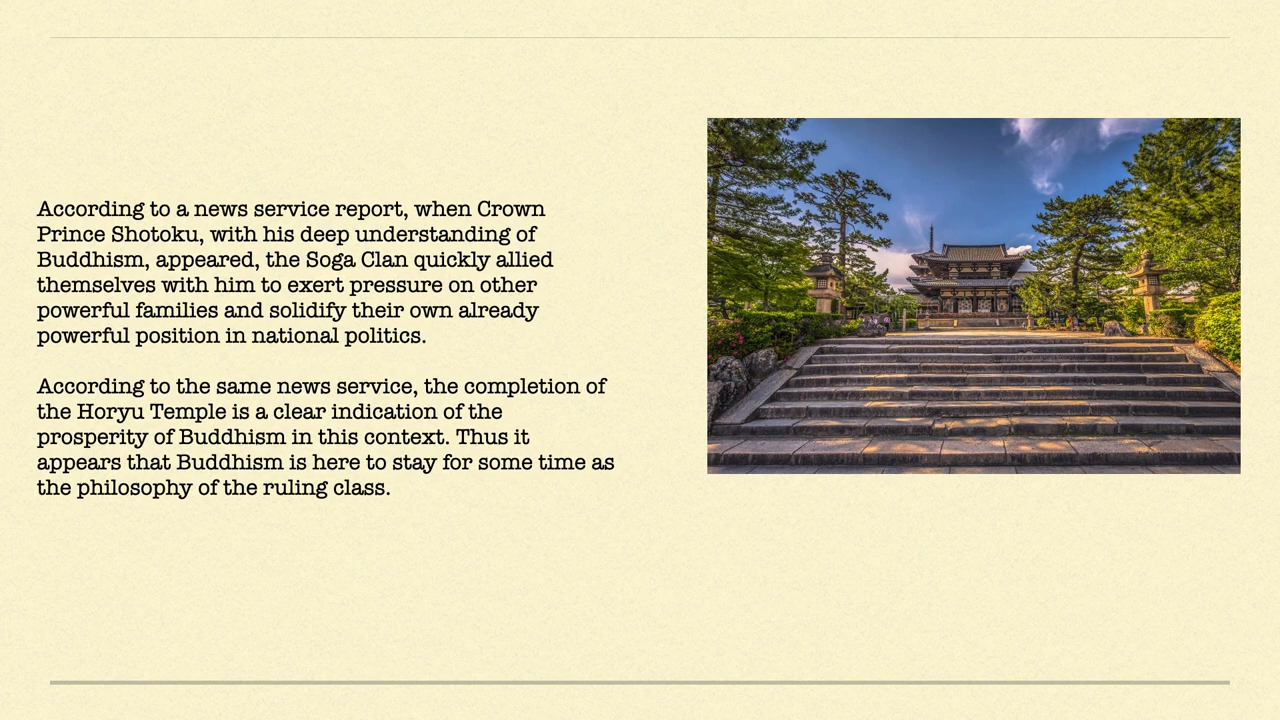 According to a news service report, when Crown
Prince Shotoku, with his deep understanding of
Buddhism, appeared, the Soga Clan quickly allied
themselves with him to exert pressure on other
powerful families and solidify their own already
powerful position in national politics.
According to the same news service, the completion of
the Horyu Temple is a clear indication of the
prosperity of Buddhism in this context. Thus it
appears that Buddhism is here to stay for some time as
the philosophy of the ruling class.